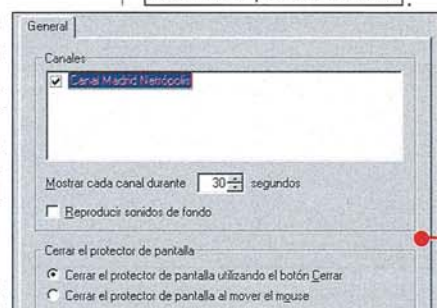 General
Canales
Canal Madrid Netrópolis
Mostrar cada canal durante 30 segundos
Reproducir sonidos de fondo
Cerrar el protector de pantalla
Cerrar el protector de pantalla utilizando el botón Cerrar
Cerrar el protector de pantalla al mover el mouse